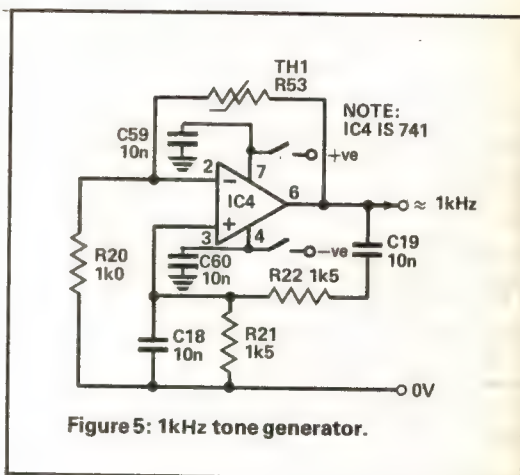 TH1
R53
NOTE:
IC4 IS 741
C59
10n
+ve
2
7
−
IC4
6
≈ 1kHz
+
3
4
−ve
C60
10n
C19
10n
R20
1k0
R22 1k5
C18
10n
R21
1k5
0V
Figure 5: 1kHz tone generator.